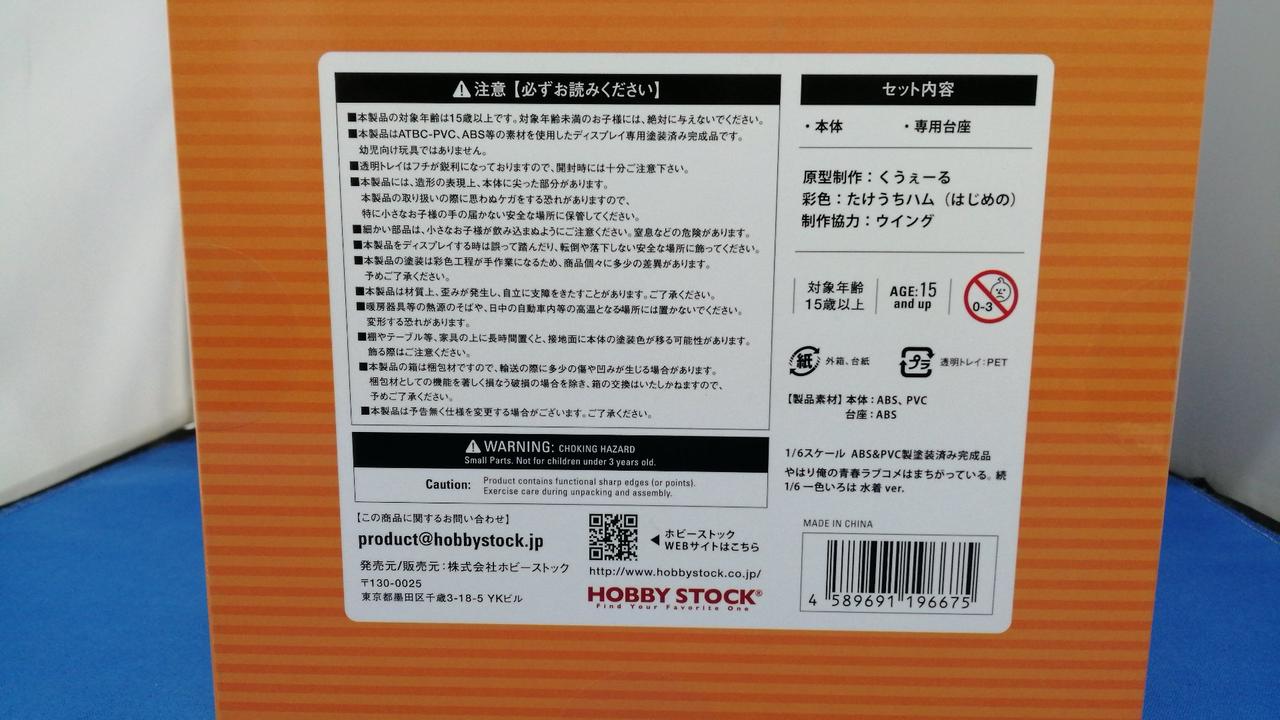 ⚠注意【必ずお読みください】
■本製品の対象年齢は15歳以上です。対象年齢未満のお子様には、絶対に与えないでください。
■本製品はATBC-PVC、ABS等の素材を使用したディスプレイ専用塗装済み完成品です。
幼児向け玩具ではありません。
■透明トレイはフチが鋭利になっておりますので、開封時には十分ご注意下さい。
■本製品には、造形の表現上、本体に尖った部分があります。
本製品の取り扱いの際に思わぬケガをする恐れがありますので、
特に小さなお子様の手の届かない安全な場所に保管してください。
■細かい部品は、小さなお子様が飲み込まぬようにご注意ください。窒息などの危険があります。
■本製品をディスプレイする時は誤って踏んだり、転倒や落下しない安全な場所に飾ってください。
■本製品の塗装は彩色工程が手作業になるため、商品個々に多少の差異があります。
予めご了承ください。
■本製品は材質上、歪みが発生し、自立に支障をきたすことがあります。ご了承ください。
■暖房器具等の熱源のそばや、日中の自動車内等の高温となる場所には置かないでください。
変形する恐れがあります。
■棚やテーブル等、家具の上に長時間置くと、接地面に本体の塗装色が移る可能性があります。
飾る際はご注意ください。
■本製品の箱は梱包材ですので、輸送の際に多少の傷や凹みが生じる場合があります。
梱包材としての機能を著しく損なう破損の場合を除き、箱の交換はいたしかねますので、
予めご了承ください。
■本製品は予告無く仕様を変更する場合がございます。ご了承ください。
⚠WARNING: CHOKING HAZARD
Small Parts. Not for children under 3 years old.
Caution: Product contains functional sharp edges (or points).
Exercise care during unpacking and assembly.
【この商品に関するお問い合わせ】
product@hobbystock.jp
発売元/販売元：株式会社ホビーストック
〒130-0025
東京都墨田区千歳3-18-5 YKビル
◀ホビーストック
WEBサイトはこちら
http://www.hobbystock.co.jp/
HOBBY STOCK®
Find Your Favorite One
セット内容
・本体 ・専用台座
原型制作：くうぇーる
彩色：たけうちハム（はじめの）
制作協力：ウイング
対象年齢
15歳以上
AGE:15
and up
0-3
紙 外箱、台紙
プラ 透明トレイ：PET
【製品素材】本体：ABS、PVC
台座：ABS
1/6スケール ABS&PVC製塗装済み完成品
やはり俺の青春ラブコメはまちがっている。続
1/6 一色いろは 水着 ver.
MADE IN CHINA
4 589691 196675